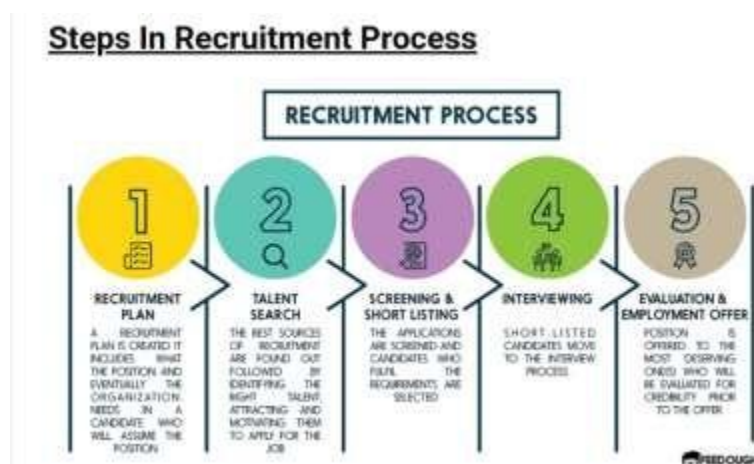 Steps In Recruitment Process
RECRUITMENT PROCESS
1
RECRUITMENT
PLAN
A RECRUITMENT
PLAN IS CREATED IT
INCLUDES WHAT
THE POSITION AND
EVENTUALLY THE
ORGANIZATION
NEEDS IN A
CANDIDATE WHO
WILL ASSUME THE
POSITION
2
TALENT
SEARCH
THE BEST SOURCES
OF RECRUITMENT
ARE FOUND OUT
FOLLOWED BY
IDENTIFYING THE
RIGHT TALENT,
ATTRACTING AND
MOTIVATING THEM
TO APPLY FOR THE
JOB
3
SCREENING &
SHORT LISTING
THE APPLICATIONS
ARE SCREENED AND
CANDIDATES WHO
FULFIL THE
REQUIREMENTS ARE
SELECTED
4
INTERVIEWING
SHORT LISTED
CANDIDATES MOVE
TO THE INTERVIEW
PROCESS
5
EVALUATION &
EMPLOYMENT OFFER
POSITION IS
OFFERED TO THE
MOST DESERVING
ONE(S) WHO WILL
BE EVALUATED FOR
CREDIBILITY PRIOR
TO THE OFFER
FEEDOUG